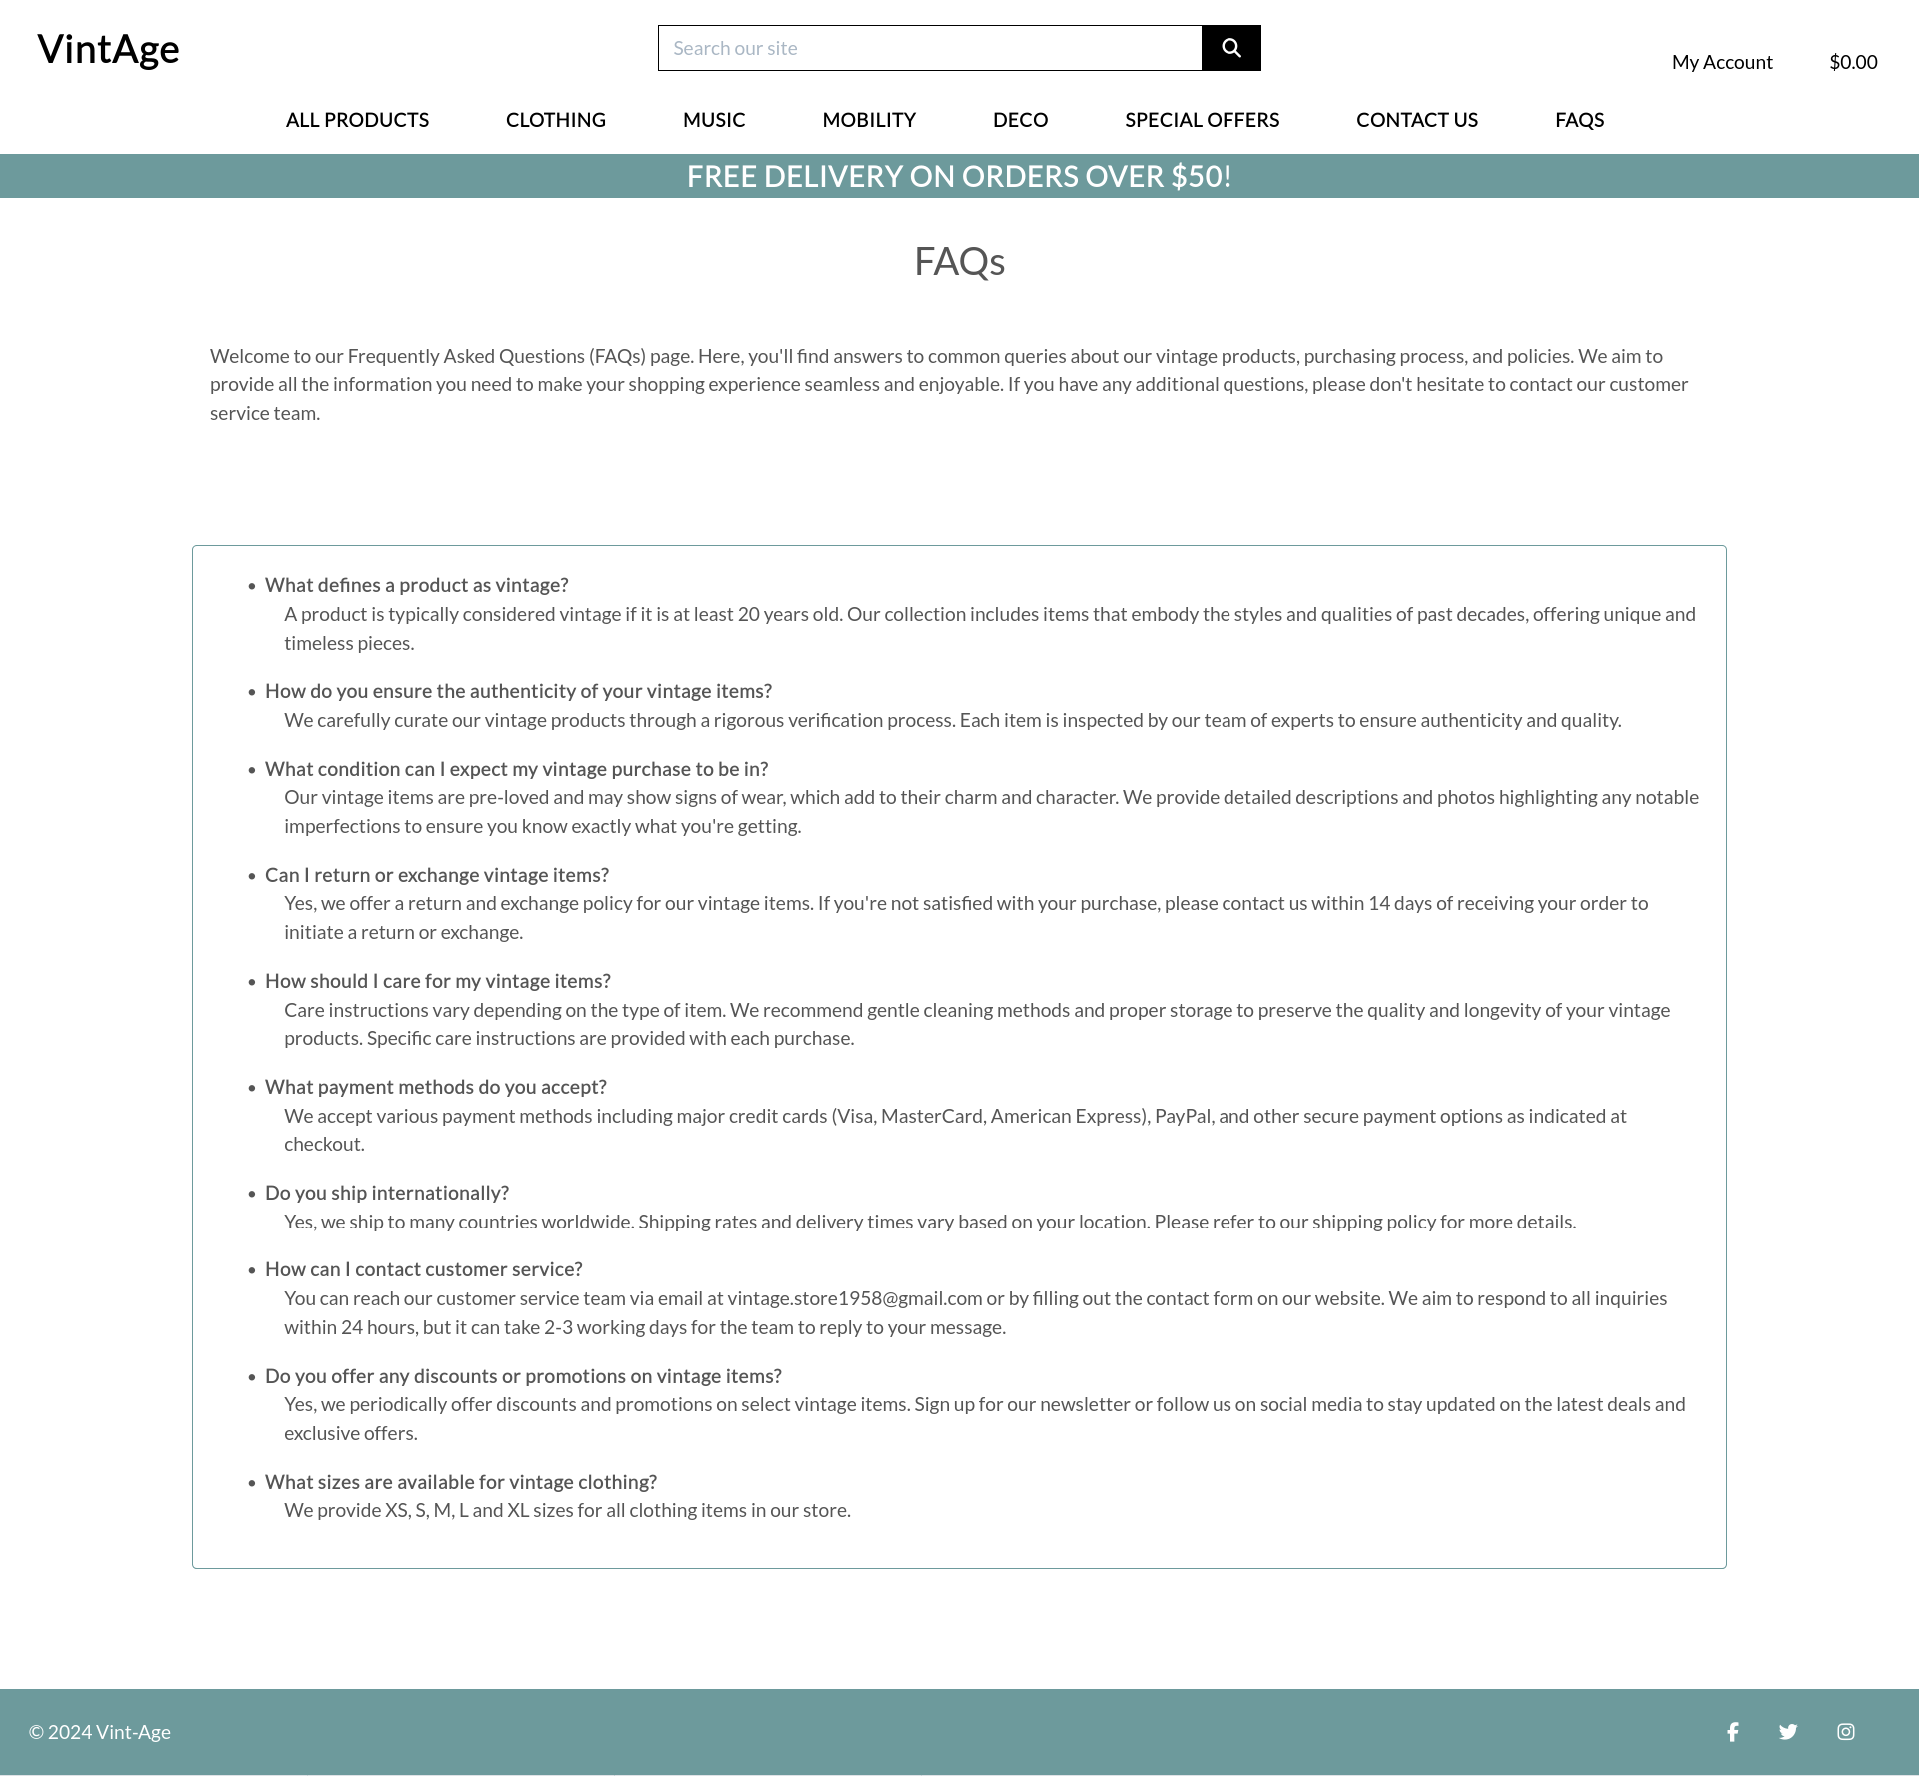 VintAge
Search our site
My Account
$0.00
ALL PRODUCTS
CLOTHING
MUSIC
MOBILITY
DECO
SPECIAL OFFERS
CONTACT US
FAQS
FREE DELIVERY ON ORDERS OVER $50!
FAQs
Welcome to our Frequently Asked Questions (FAQs) page. Here, you'll find answers to common queries about our vintage products, purchasing process, and policies. We aim to
provide all the information you need to make your shopping experience seamless and enjoyable. If you have any additional questions, please don't hesitate to contact our customer
service team.
• What defines a product as vintage?
A product is typically considered vintage if it is at least 20 years old. Our collection includes items that embody the styles and qualities of past decades, offering unique and
timeless pieces.
• How do you ensure the authenticity of your vintage items?
We carefully curate our vintage products through a rigorous verification process. Each item is inspected by our team of experts to ensure authenticity and quality.
• What condition can I expect my vintage purchase to be in?
Our vintage items are pre-loved and may show signs of wear, which add to their charm and character. We provide detailed descriptions and photos highlighting any notable
imperfections to ensure you know exactly what you're getting.
• Can I return or exchange vintage items?
Yes, we offer a return and exchange policy for our vintage items. If you're not satisfied with your purchase, please contact us within 14 days of receiving your order to
initiate a return or exchange.
• How should I care for my vintage items?
Care instructions vary depending on the type of item. We recommend gentle cleaning methods and proper storage to preserve the quality and longevity of your vintage
products. Specific care instructions are provided with each purchase.
• What payment methods do you accept?
We accept various payment methods including major credit cards (Visa, MasterCard, American Express), PayPal, and other secure payment options as indicated at
checkout.
• Do you ship internationally?
Yes, we ship to many countries worldwide. Shipping rates and delivery times vary based on your location. Please refer to our shipping policy for more details.
• How can I contact customer service?
You can reach our customer service team via email at vintage.store1958@gmail.com or by filling out the contact form on our website. We aim to respond to all inquiries
within 24 hours, but it can take 2-3 working days for the team to reply to your message.
• Do you offer any discounts or promotions on vintage items?
Yes, we periodically offer discounts and promotions on select vintage items. Sign up for our newsletter or follow us on social media to stay updated on the latest deals and
exclusive offers.
• What sizes are available for vintage clothing?
We provide XS, S, M, L and XL sizes for all clothing items in our store.
© 2024 Vint-Age